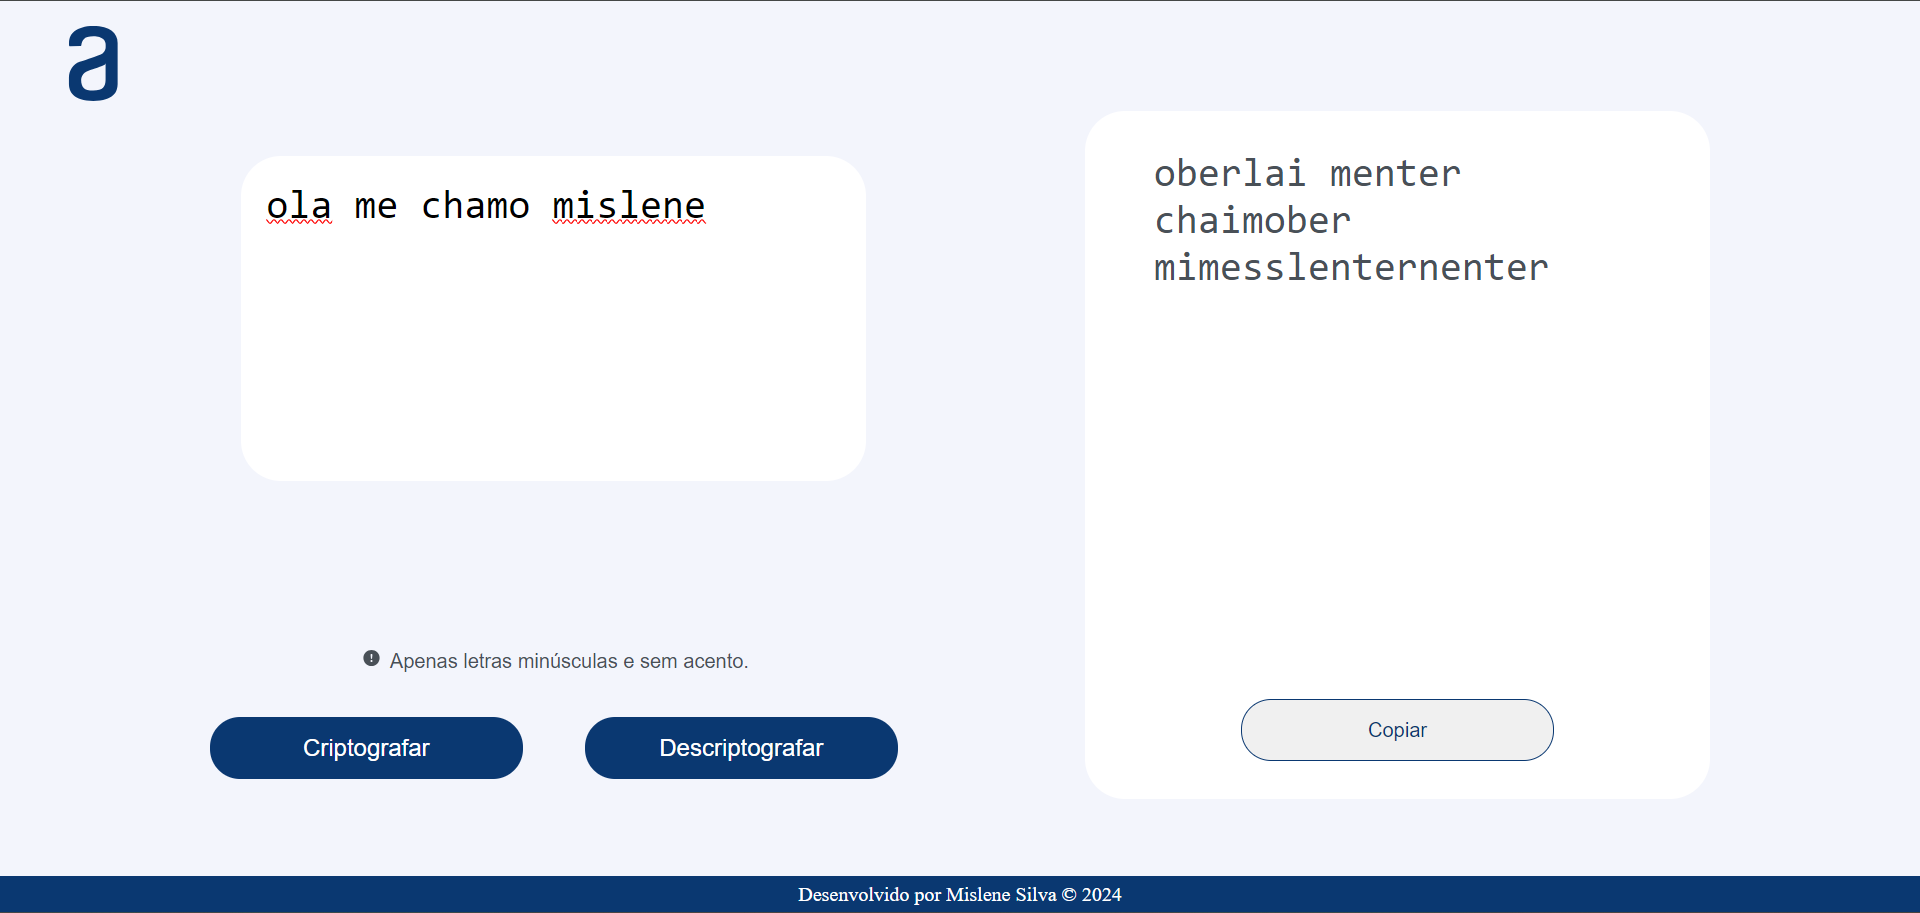 a
ola me chamo mislene
Apenas letras minúsculas e sem acento.
Criptografar
Descriptografar
oberlai menter
chaimober
mimesslenternenter
Copiar
Desenvolvido por Mislene Silva © 2024